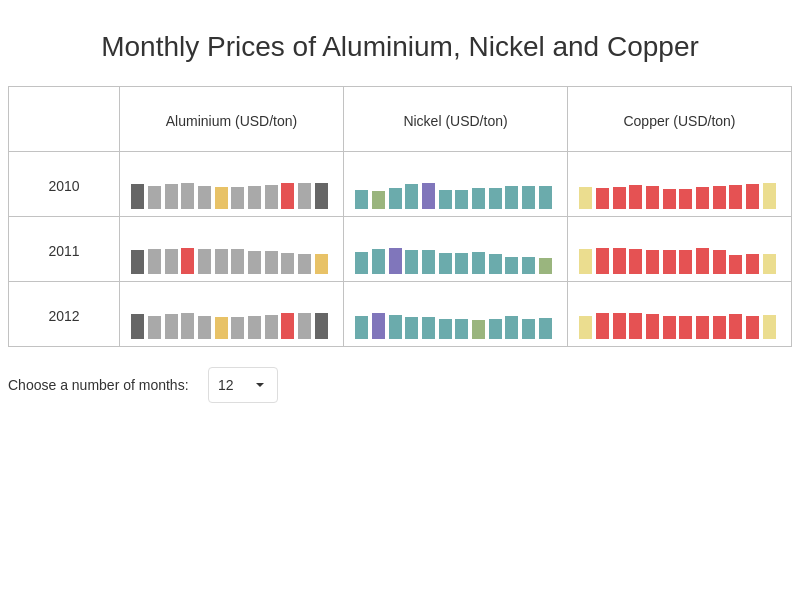 Monthly Prices of Aluminium, Nickel and Copper
Aluminium (USD/ton) Nickel (USD/ton) Copper (USD/ton)
2010
2011
2012
Choose a number of months: 12